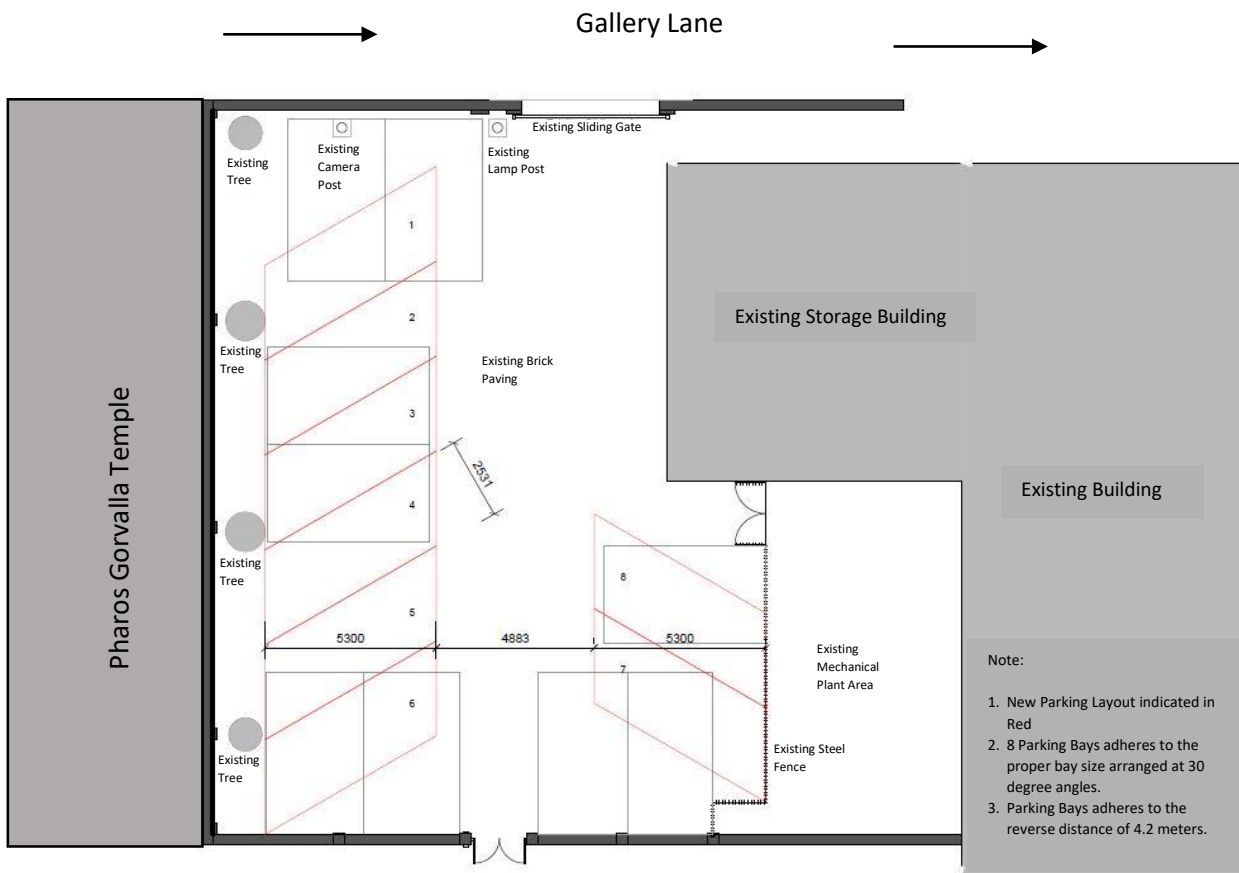 Gallery Lane
Existing Sliding Gate
Existing
Tree
Existing
Camera
Post
Existing
Lamp Post
1
2
Existing
Tree
Existing Brick
Paving
Existing Storage Building
3
2531
4
Existing
Tree
Pharos Gorvalla Temple
Existing Building
8
5
5300
4883
5300
7
6
Existing
Mechanical
Plant Area
Existing
Tree
Existing Steel
Fence
Note:
1. New Parking Layout indicated in
Red
2. 8 Parking Bays adheres to the
proper bay size arranged at 30
degree angles.
3. Parking Bays adheres to the
reverse distance of 4.2 meters.